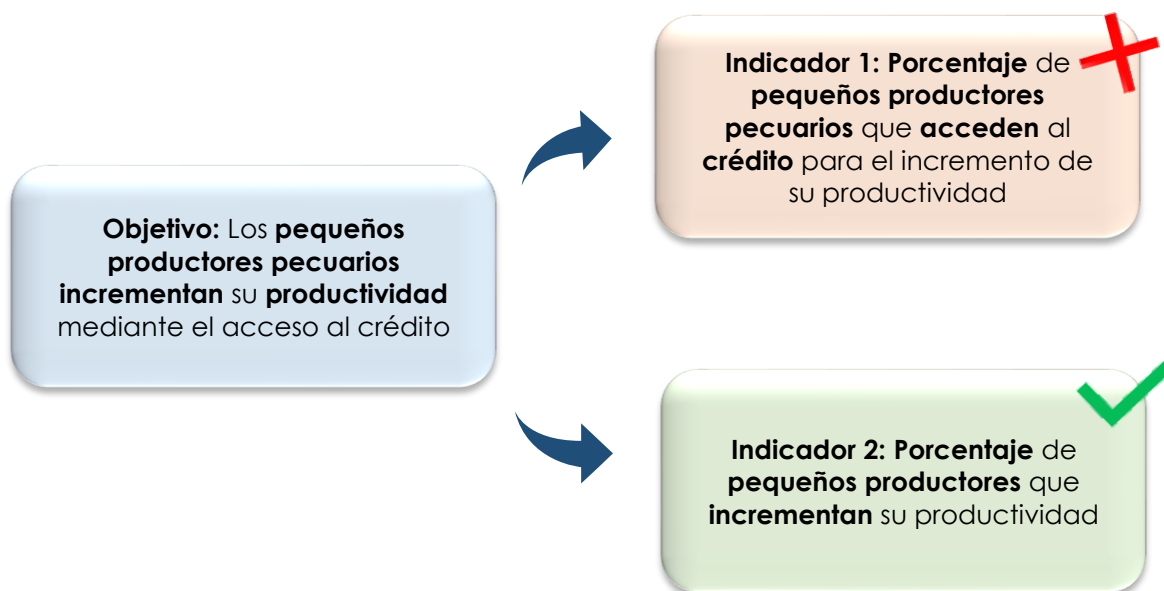 Objetivo: Los pequeños
productores pecuarios
incrementan su productividad
mediante el acceso al crédito
Indicador 1: Porcentaje de
pequeños productores
pecuarios que acceden al
crédito para el incremento de
su productividad
Indicador 2: Porcentaje de
pequeños productores que
incrementan su productividad